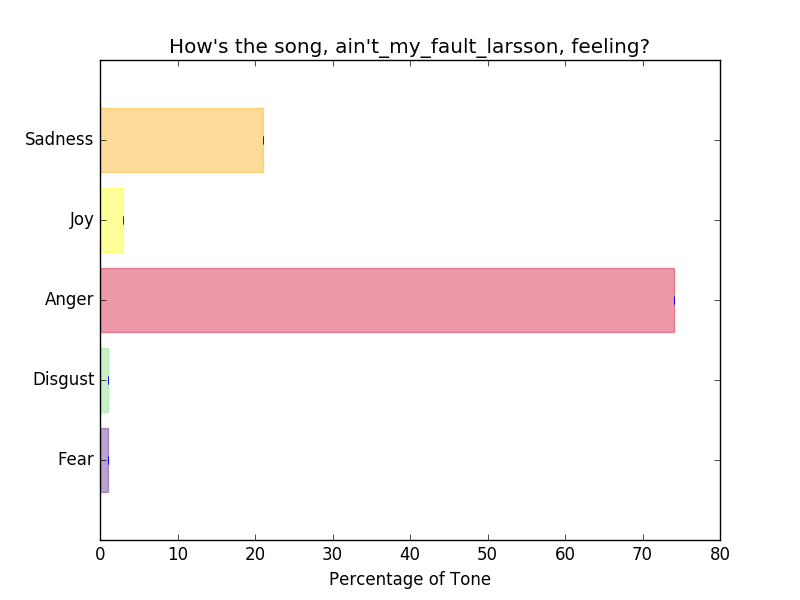 How's the song, ain't_my_fault_larsson, feeling?
Sadness
Joy
Anger
Disgust
Fear
0 10 20 30 40 50 60 70 80
Percentage of Tone